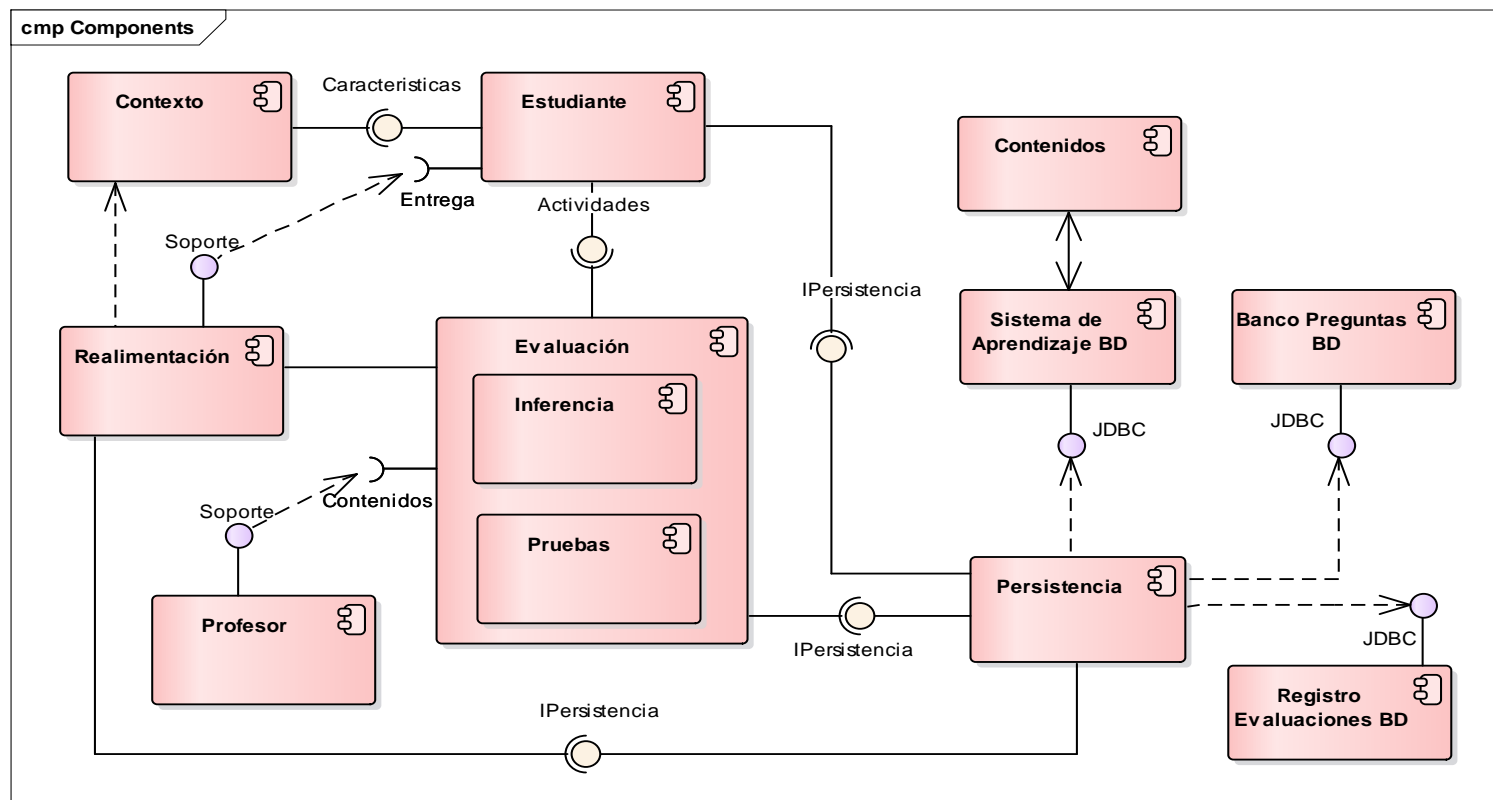 cmp Components
Contexto
Caracteristicas
Estudiante
Contenidos
Entrega
Actividades
Soporte
IPersistencia
Sistema de
Aprendizaje BD
Banco Preguntas
BD
Realimentación
Evaluación
Inferencia
JDBC
JDBC
Contenidos
Soporte
Pruebas
Persistencia
Profesor
IPersistencia
JDBC
Registro
Evaluaciones BD
IPersistencia